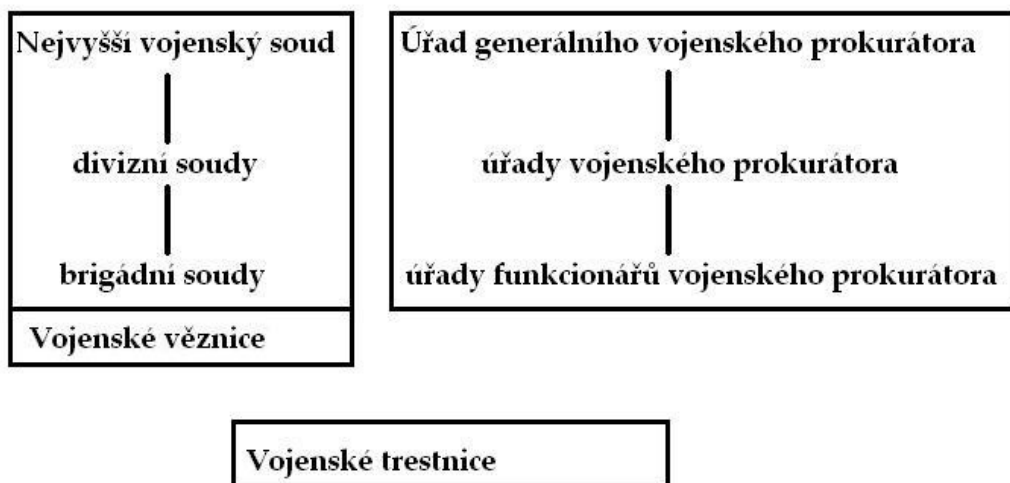 Nejvyšší vojenský soud
divizní soudy
brigádní soudy
Vojenské věznice
Úřad generálního vojenského prokurátora
úřady vojenského prokurátora
úřady funkcionářů vojenského prokurátora
Vojenské trestnice